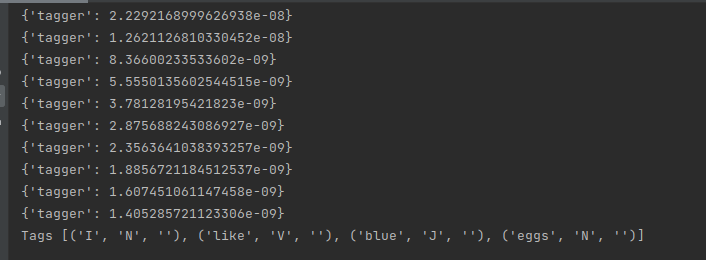 {'tagger': 2.2292168999626938e-08}
{'tagger': 1.2621126810330452e-08}
{'tagger': 8.36600233533602e-09}
{'tagger': 5.5550135602544515e-09}
{'tagger': 3.78128195421823e-09}
{'tagger': 2.875688243086927e-09}
{'tagger': 2.3563641038393257e-09}
{'tagger': 1.8856721184512537e-09}
{'tagger': 1.607451061147458e-09}
{'tagger': 1.405285721123306e-09}
Tags [('I', 'N', ''), ('like', 'V', ''), ('blue', 'J', ''), ('eggs', 'N', '')]